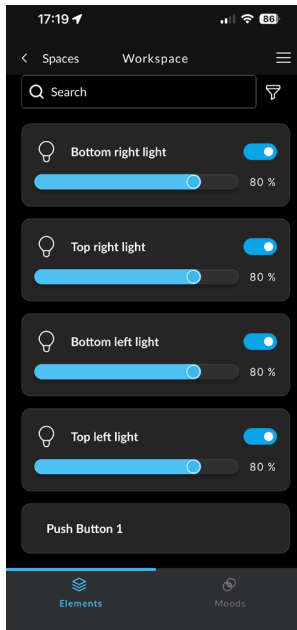 17:19
86
Spaces
Workspace
Search
Bottom right light
80 %
Top right light
80 %
Bottom left light
80 %
Top left light
80 %
Push Button 1
Elements
Moods